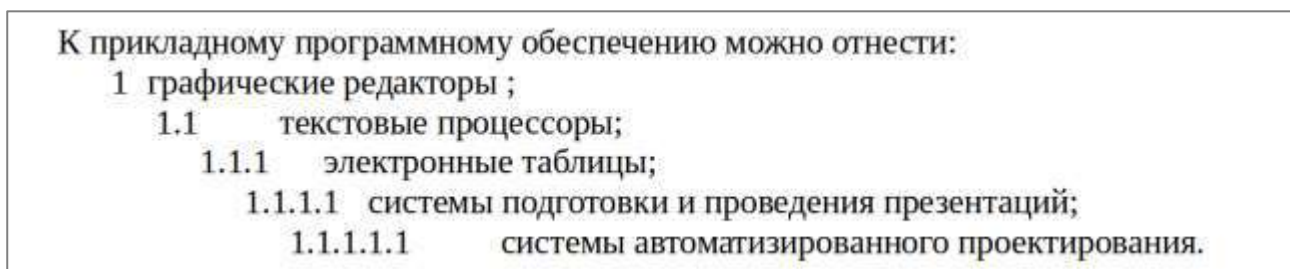 К прикладному программному обеспечению можно отнести:
1 графические редакторы ;
1.1 текстовые процессоры;
1.1.1 электронные таблицы;
1.1.1.1 системы подготовки и проведения презентаций;
1.1.1.1.1 системы автоматизированного проектирования.